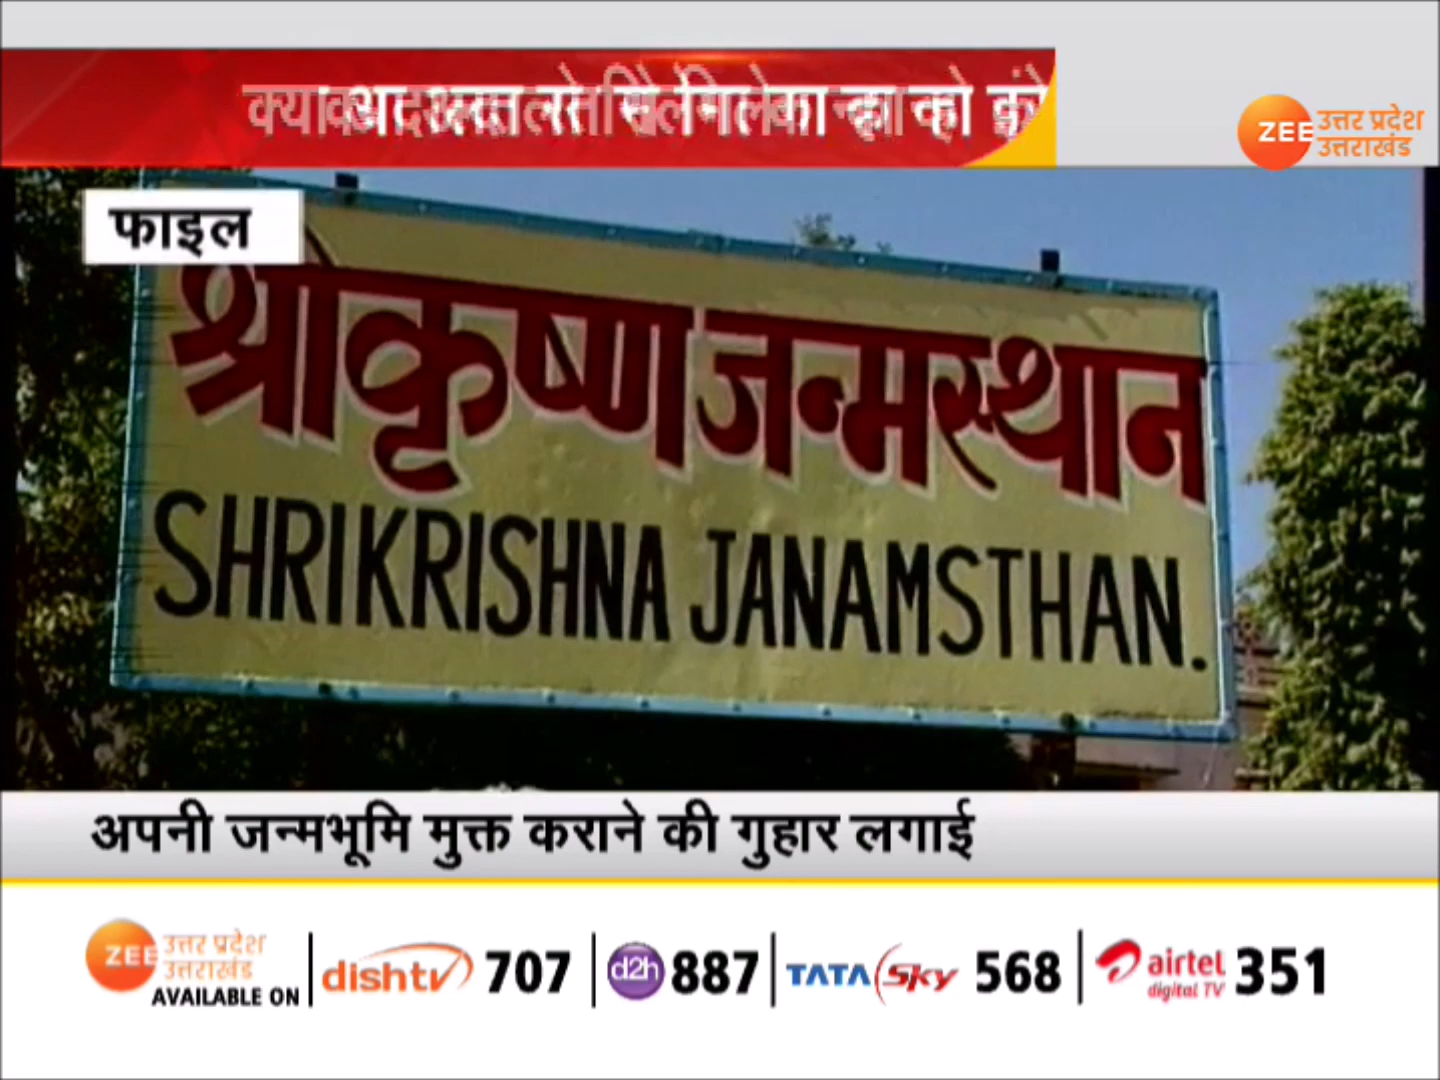 ZEE उत्तर प्रदेश
उत्तराखंड
फाइल
श्रीकृष्ण जन्मस्थान
SHRIKRISHNA JANAMSTHAN.
अपनी जन्मभूमि मुक्त कराने की गुहार लगाई
ZEE उत्तर प्रदेश
उत्तराखंड
AVAILABLE ON
dishtv 707
d2h 887
TATA Sky 568
airtel digital TV 351